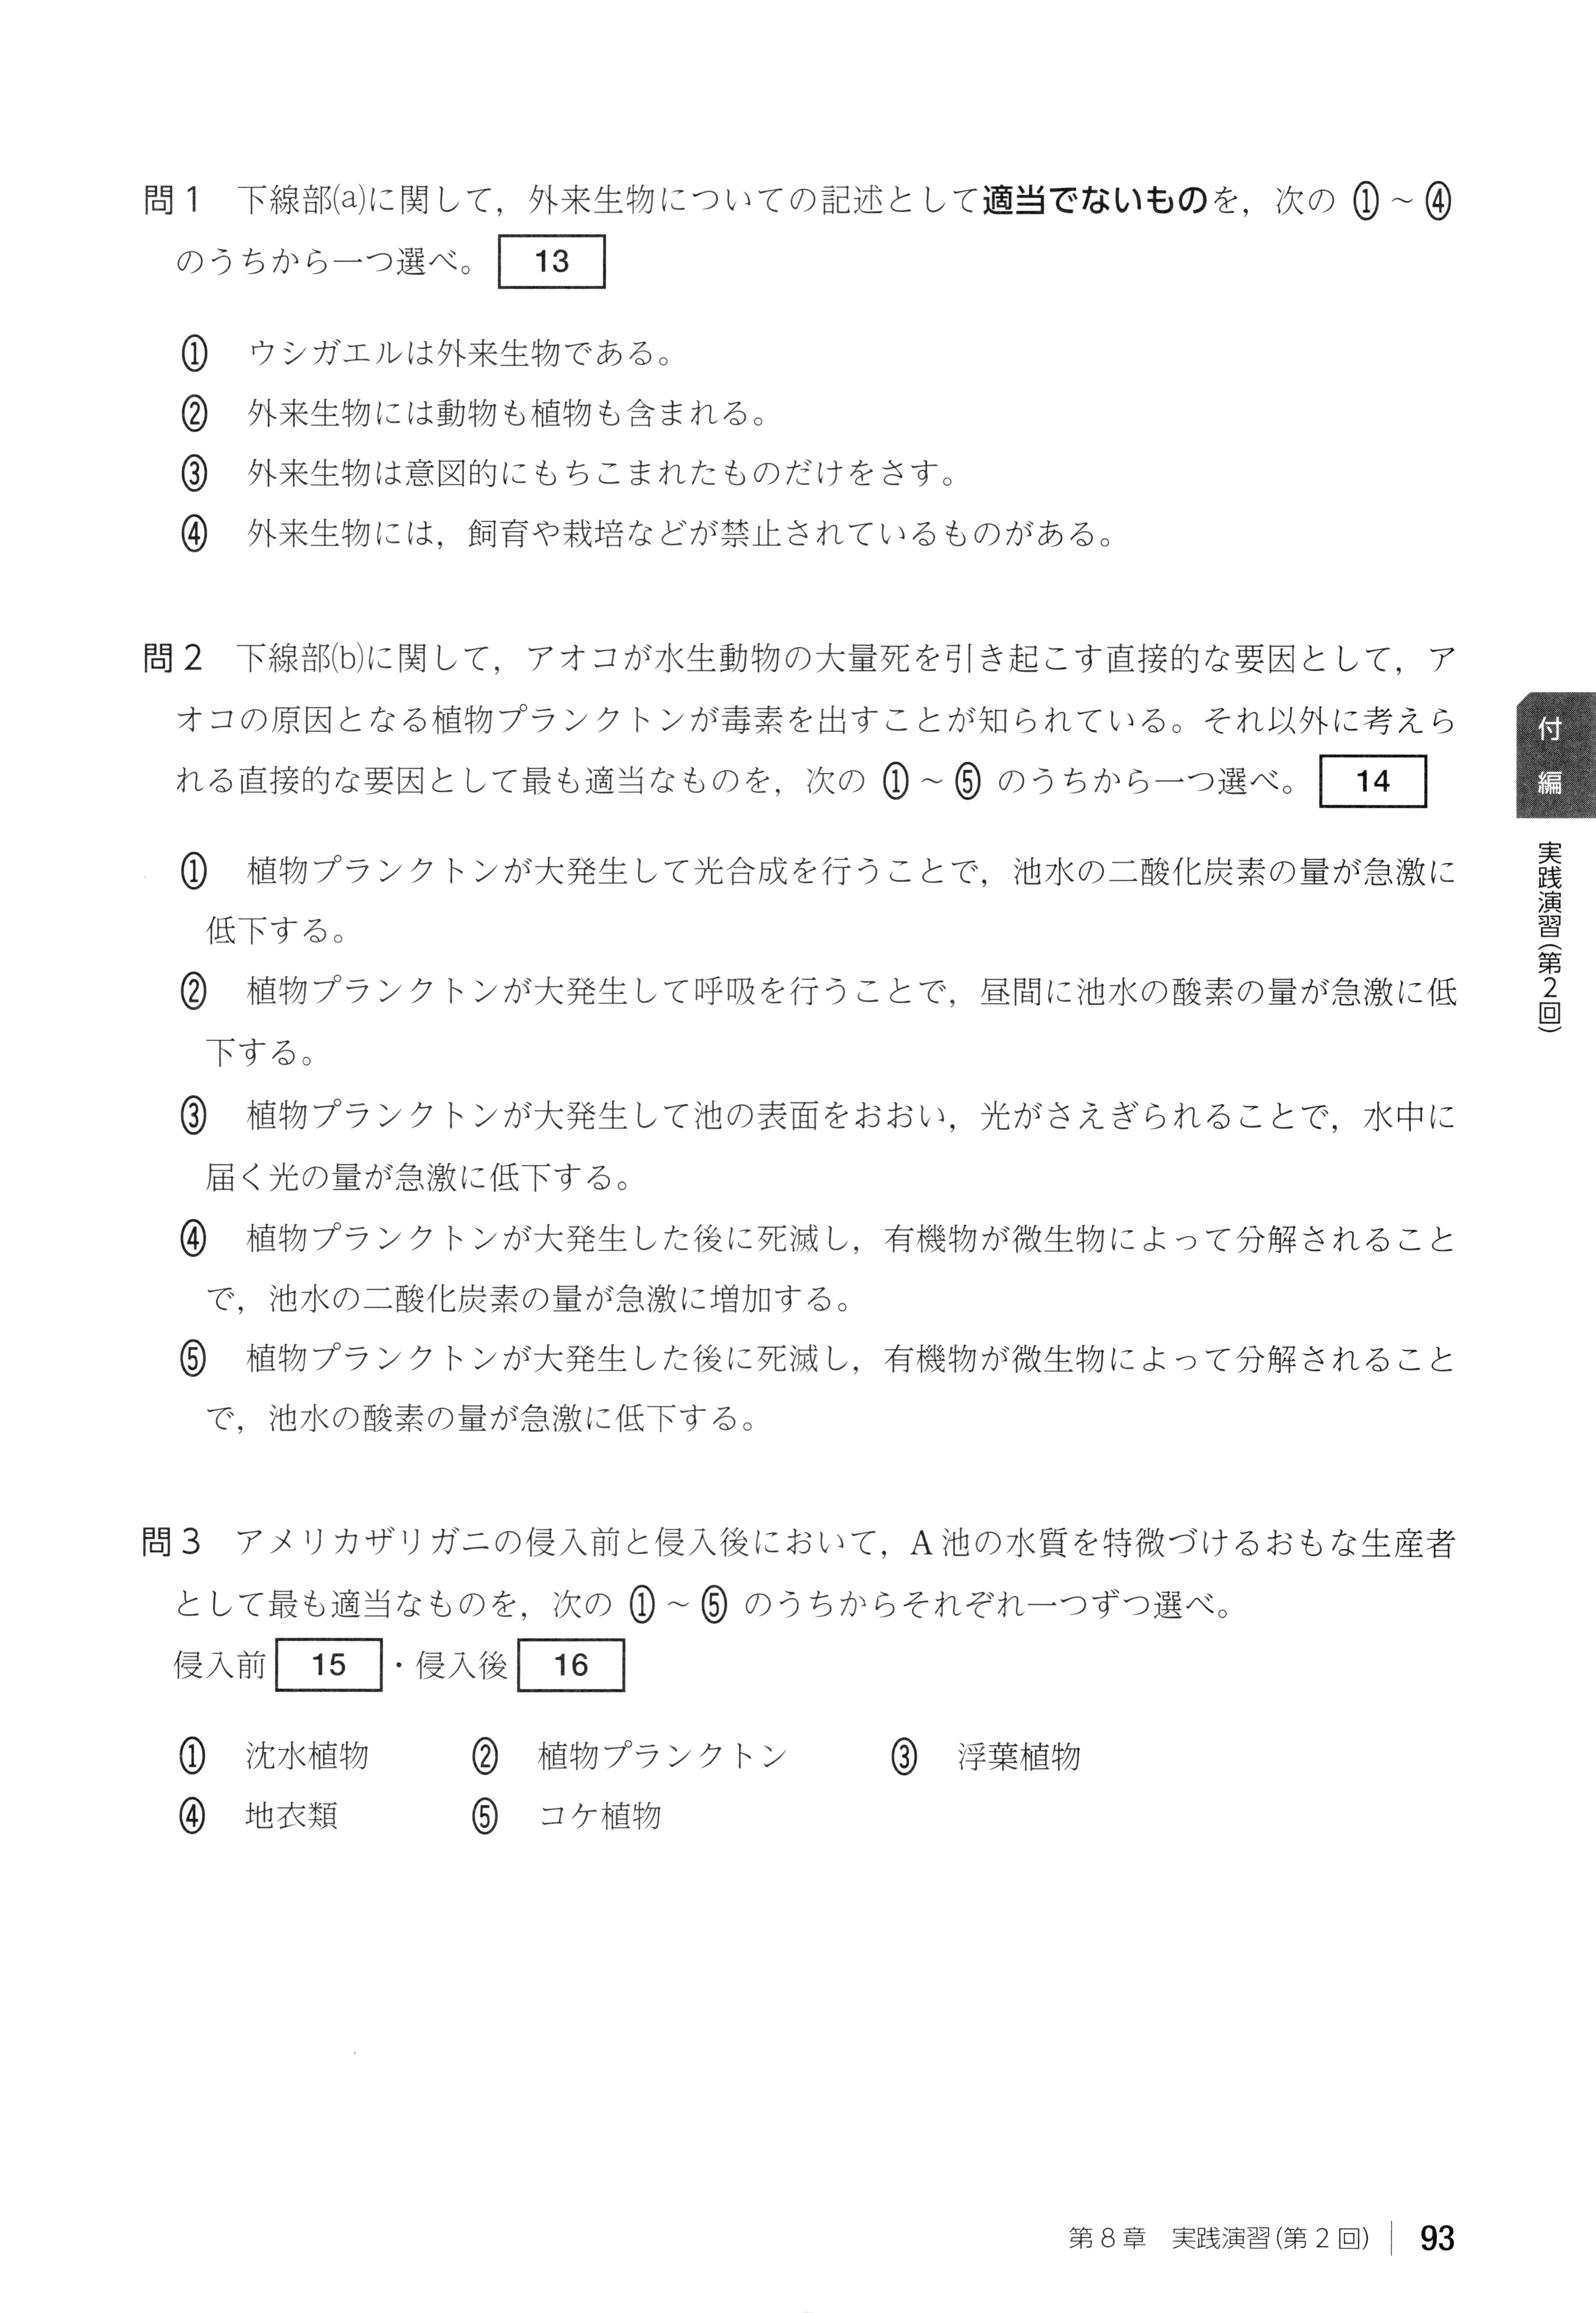 問1 下線部(a)に関して，外来生物についての記述として適当でないものを，次の ①～④
のうちから一つ選べ。 13
① ウシガエルは外来生物である。
② 外来生物には動物も植物も含まれる。
③ 外来生物は意図的にもちこまれたものだけをさす。
④ 外来生物には，飼育や栽培などが禁止されているものがある。
問2 下線部(b)に関して，アオコが水生動物の大量死を引き起こす直接的な要因として，ア
オコの原因となる植物プランクトンが毒素を出すことが知られている。それ以外に考えら
れる直接的な要因として最も適当なものを，次の ①～⑤ のうちから一つ選べ。 14
① 植物プランクトンが大発生して光合成を行うことで，池水の二酸化炭素の量が急激に
低下する。
② 植物プランクトンが大発生して呼吸を行うことで，昼間に池水の酸素の量が急激に低
下する。
③ 植物プランクトンが大発生して池の表面をおおい，光がさえぎられることで，水中に
届く光の量が急激に低下する。
④ 植物プランクトンが大発生した後に死滅し，有機物が微生物によって分解されること
で，池水の二酸化炭素の量が急激に増加する。
⑤ 植物プランクトンが大発生した後に死滅し，有機物が微生物によって分解されること
で，池水の酸素の量が急激に低下する。
問3 アメリカザリガニの侵入前と侵入後において，A池の水質を特徴づけるおもな生産者
として最も適当なものを，次の ①～⑤ のうちからそれぞれ一つずつ選べ。
侵入前 15 ・侵入後 16
① 沈水植物 ② 植物プランクトン ③ 浮葉植物
④ 地衣類 ⑤ コケ植物
付編
実践演習(第2回)
第8章 実践演習(第2回) 93